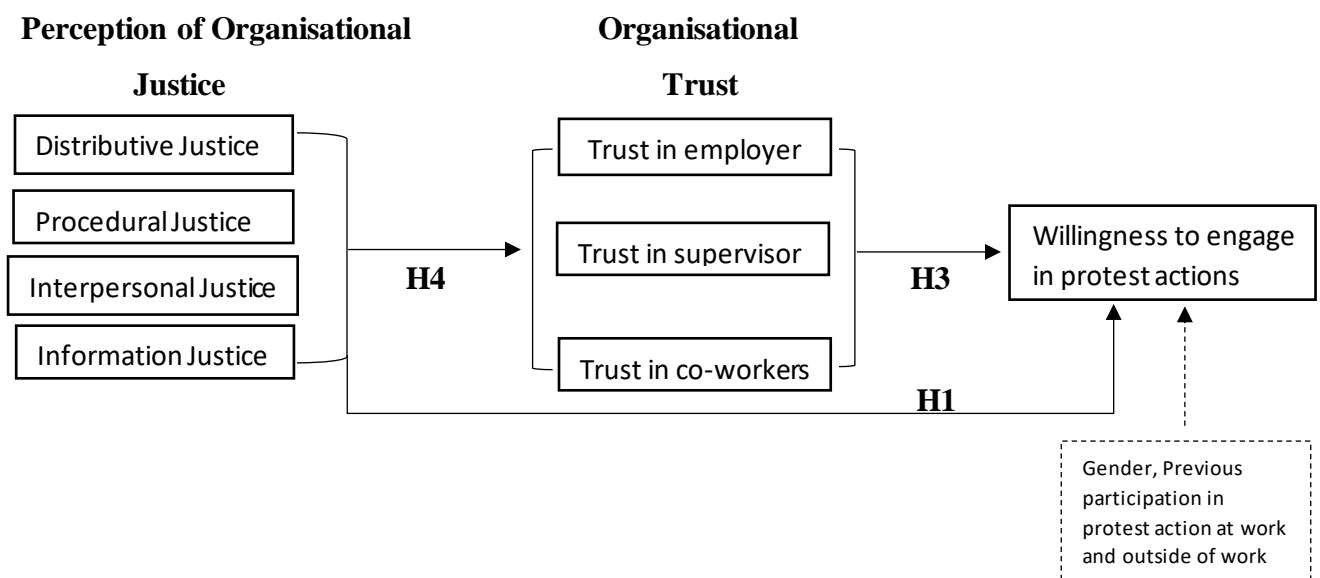 Perception of Organisational
Justice
Organisational
Trust
Distributive Justice
Procedural Justice
Interpersonal Justice
Information Justice
H4
Trust in employer
Trust in supervisor
Trust in co-workers
H3
H1
Willingness to engage
in protest actions
Gender, Previous
participation in
protest action at work
and outside of work